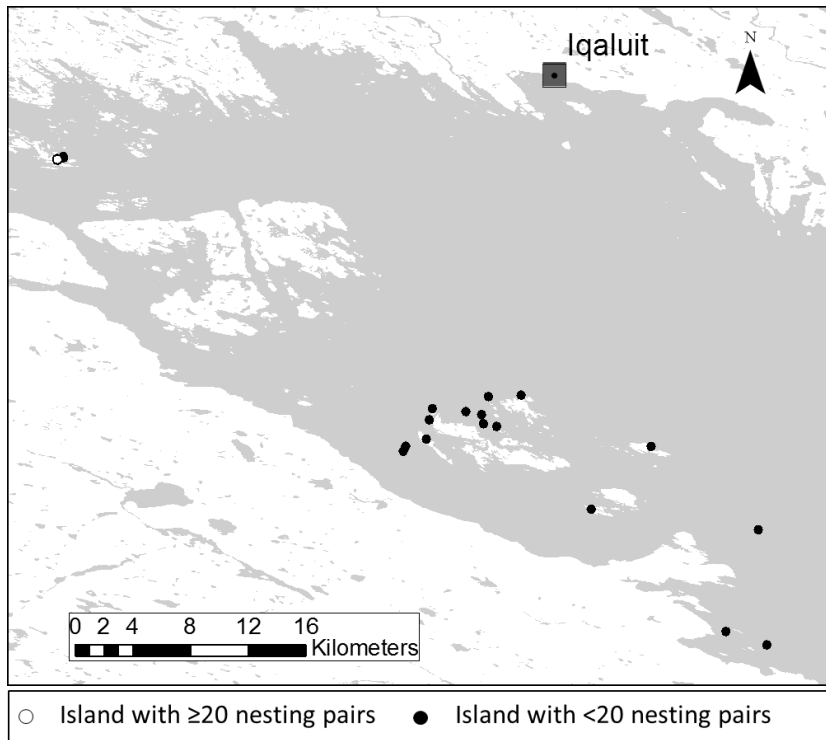 Iqaluit
N
0 2 4 8 12 16
Kilometers
Island with ≥20 nesting pairs
Island with <20 nesting pairs